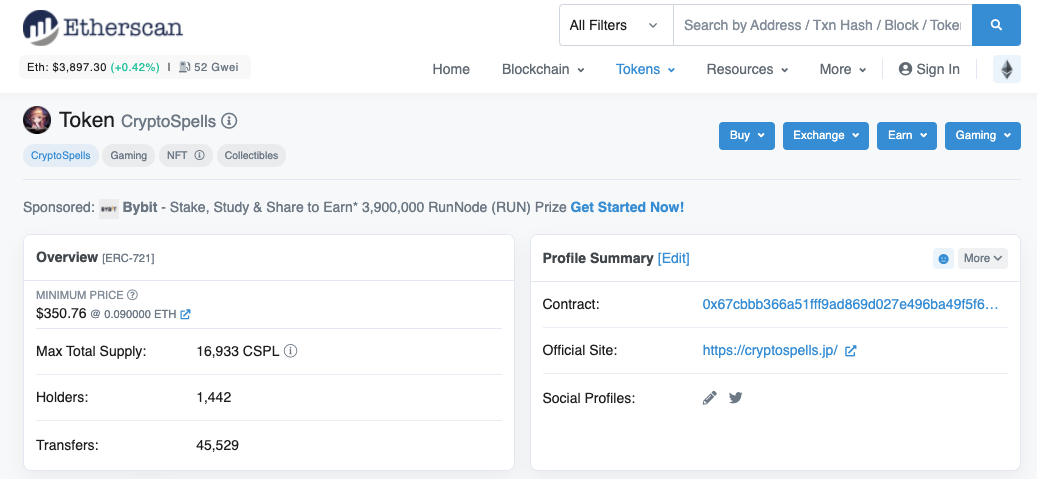 Etherscan
All Filters
Search by Address / Txn Hash / Block / Token
Eth: $3,897.30 (+0.42%) | 52 Gwei
Home Blockchain Tokens Resources More Sign In
Token CryptoSpells
Buy Exchange Earn Gaming
CryptoSpells Gaming NFT Collectibles
Sponsored: BYBIT Bybit - Stake, Study & Share to Earn* 3,900,000 RunNode (RUN) Prize Get Started Now!
Overview [ERC-721]
MINIMUM PRICE
$350.76 @ 0.090000 ETH
Max Total Supply: 16,933 CSPL
Holders: 1,442
Transfers: 45,529
Profile Summary [Edit]
More
Contract: 0x67cbbb366a51fff9ad869d027e496ba49f5f6...
Official Site: https://cryptospells.jp/
Social Profiles: